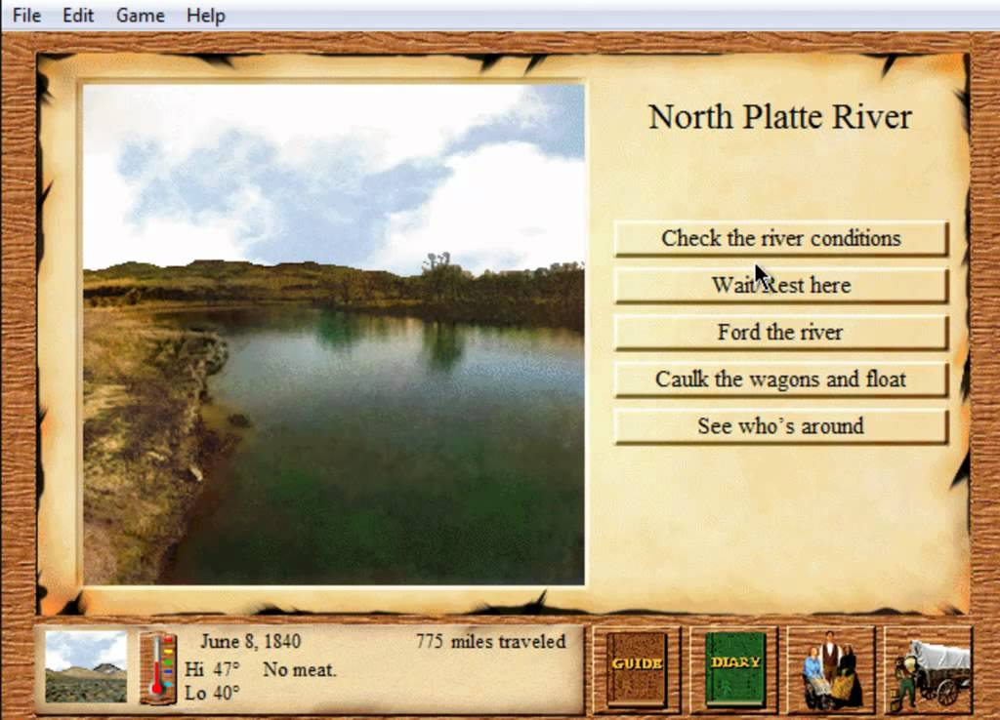 File Edit Game Help
North Platte River
Check the river conditions
Wait/Rest here
Ford the river
Caulk the wagons and float
See who's around
June 8, 1840 775 miles traveled
Hi 47° No meat.
Lo 40°
GUIDE
DIARY